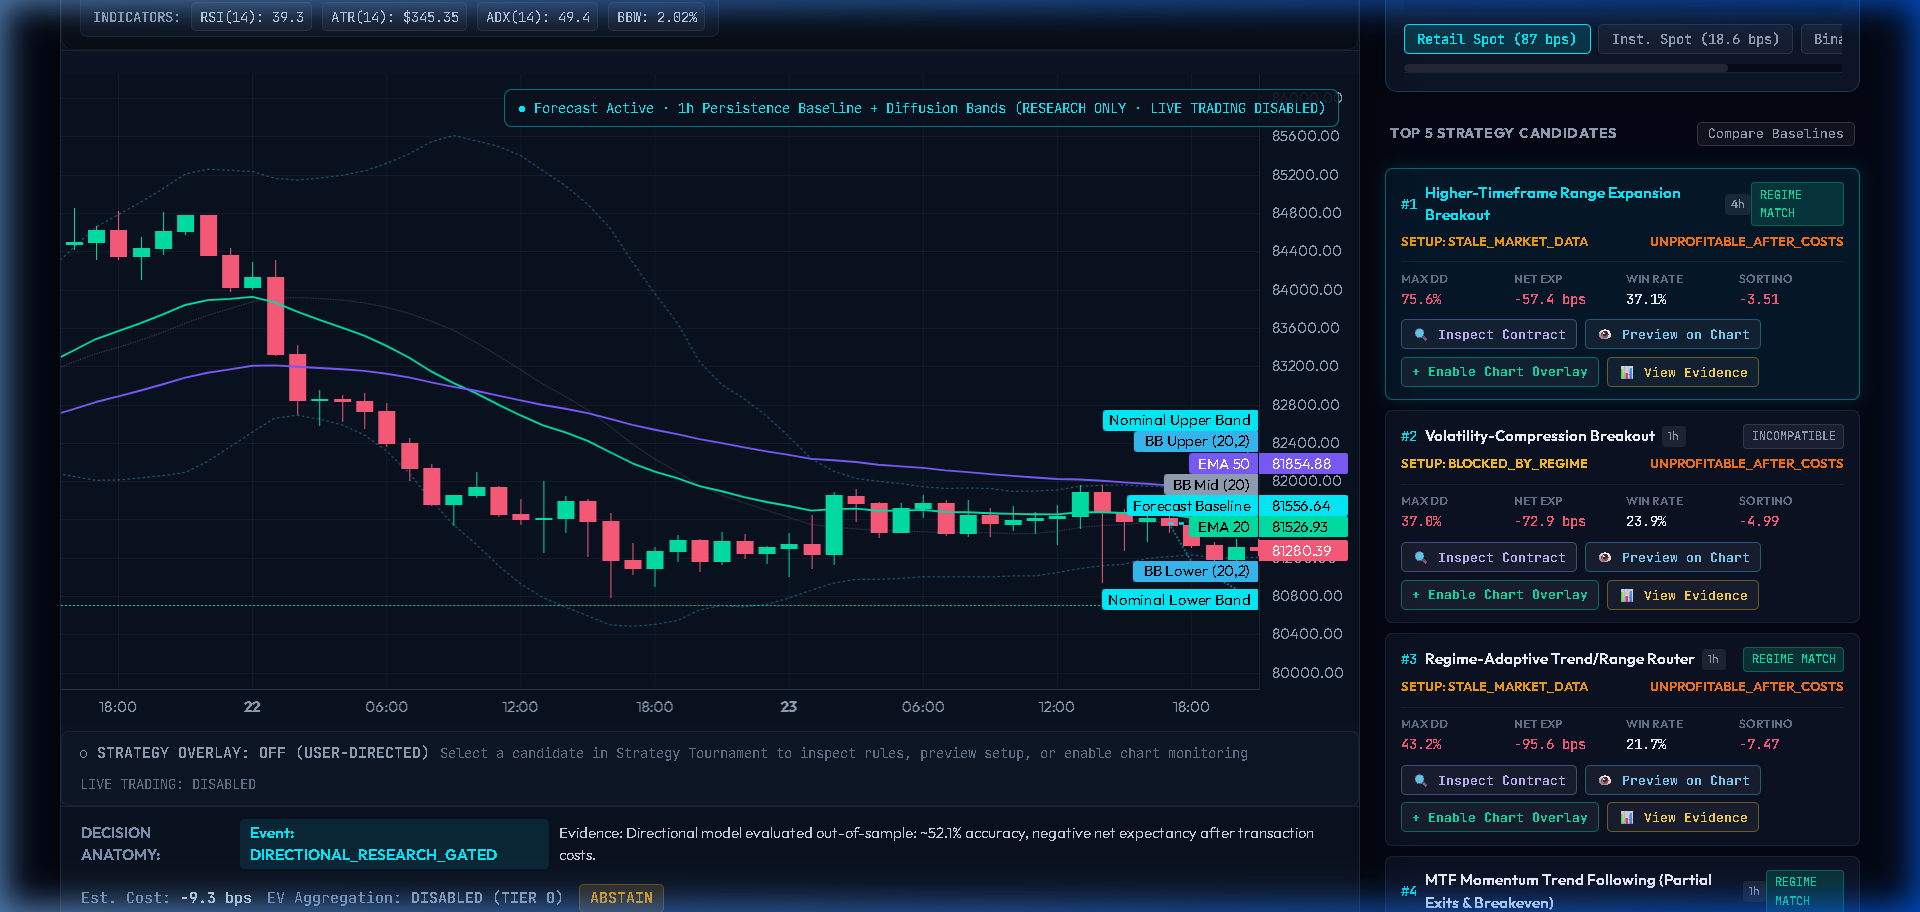 INDICATORS: RSI(14): 39.3 ATR(14): $345.35 ADX(14): 49.4 BBW: 2.02%
● Forecast Active · 1h Persistence Baseline + Diffusion Bands (RESEARCH ONLY · LIVE TRADING DISABLED)
85600.00
85200.00
84800.00
84400.00
84000.00
83600.00
83200.00
82800.00
Nominal Upper Band
BB Upper (20,2) 82400.00
EMA 50 81854.88
82000.00
BB Mid (20)
Forecast Baseline 81556.64
EMA 20 81526.93
81280.39
BB Lower (20,2)
Nominal Lower Band 80800.00
80400.00
80000.00
18:00 22 06:00 12:00 18:00 23 06:00 12:00 18:00
○ STRATEGY OVERLAY: OFF (USER-DIRECTED) Select a candidate in Strategy Tournament to inspect rules, preview setup, or enable chart monitoring
LIVE TRADING: DISABLED
DECISION ANATOMY:
Event: DIRECTIONAL_RESEARCH_GATED
Evidence: Directional model evaluated out-of-sample: ~52.1% accuracy, negative net expectancy after transaction
costs.
Est. Cost: -9.3 bps EV Aggregation: DISABLED (TIER 0) ABSTAIN
Retail Spot (87 bps) Inst. Spot (18.6 bps)
TOP 5 STRATEGY CANDIDATES Compare Baselines
#1 Higher-Timeframe Range Expansion Breakout 4h REGIME MATCH
SETUP: STALE_MARKET_DATA UNPROFITABLE_AFTER_COSTS
MAX DD NET EXP WIN RATE SORTINO
75.6% -57.4 bps 37.1% -3.51
Inspect Contract Preview on Chart
+ Enable Chart Overlay View Evidence
#2 Volatility-Compression Breakout 1h INCOMPATIBLE
SETUP: BLOCKED_BY_REGIME UNPROFITABLE_AFTER_COSTS
MAX DD NET EXP WIN RATE SORTINO
37.0% -72.9 bps 23.9% -4.99
Inspect Contract Preview on Chart
+ Enable Chart Overlay View Evidence
#3 Regime-Adaptive Trend/Range Router 1h REGIME MATCH
SETUP: STALE_MARKET_DATA UNPROFITABLE_AFTER_COSTS
MAX DD NET EXP WIN RATE SORTINO
43.2% -95.6 bps 21.7% -7.47
Inspect Contract Preview on Chart
+ Enable Chart Overlay View Evidence
#4 MTF Momentum Trend Following (Partial Exits & Breakeven) 1h REGIME MATCH